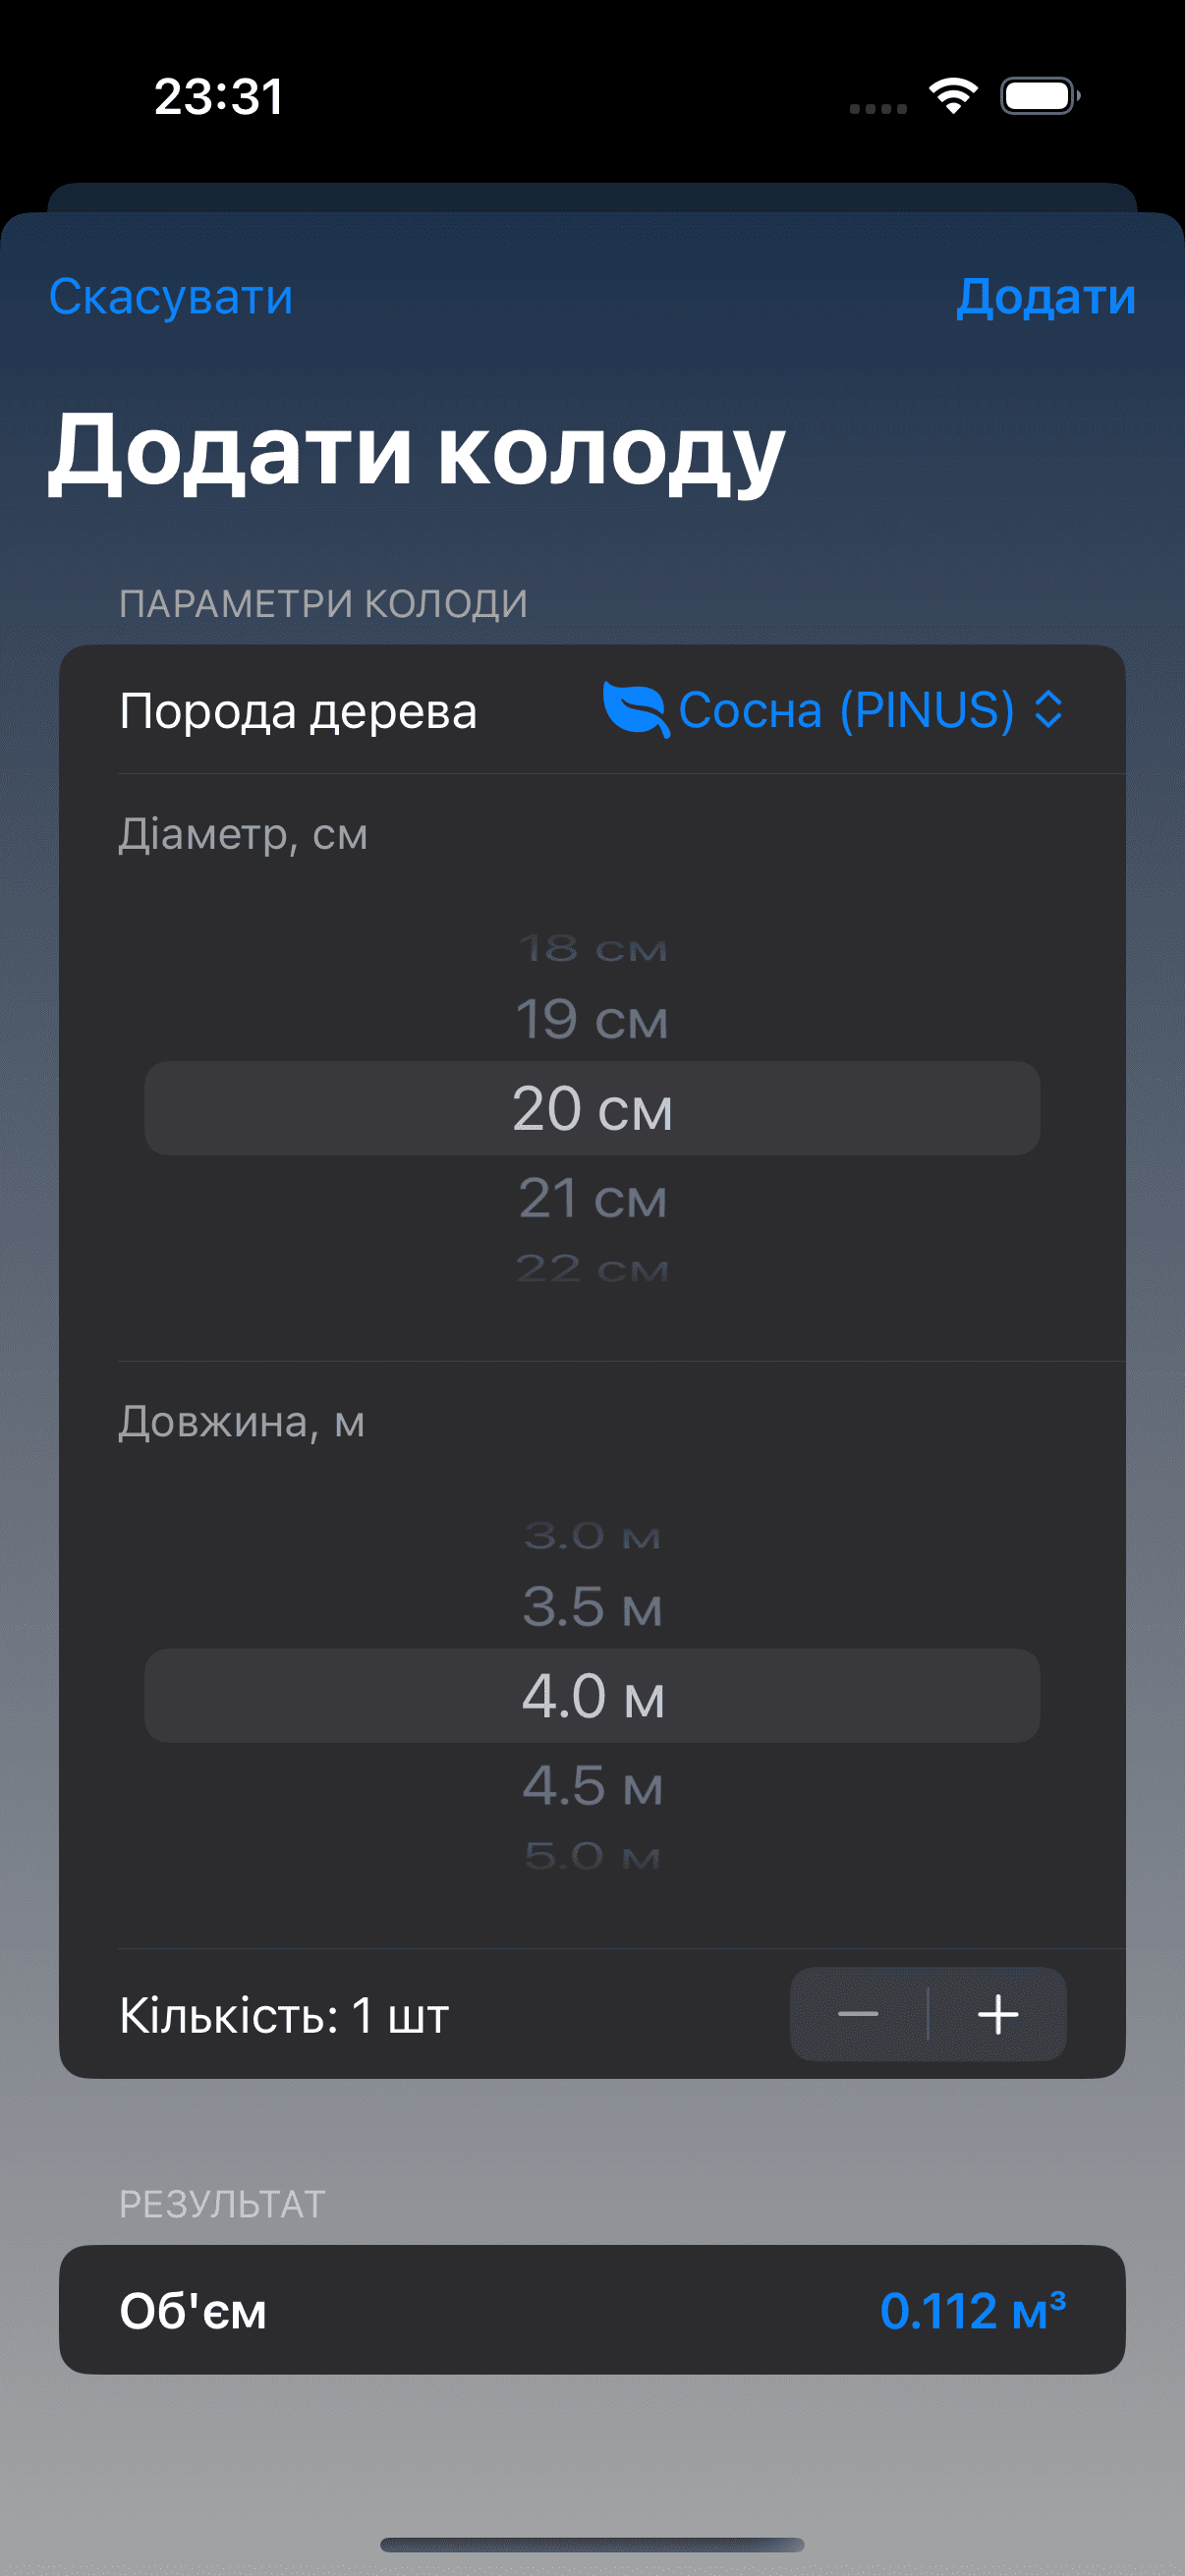 23:31
Скасувати
Додати
Додати колоду
ПАРАМЕТРИ КОЛОДИ
Порода дерева Сосна (PINUS)
Діаметр, см
18 см
19 см
20 см
21 см
22 см
Довжина, м
3.0 м
3.5 м
4.0 м
4.5 м
5.0 м
Кількість: 1 шт
РЕЗУЛЬТАТ
Об'єм 0.112 м³